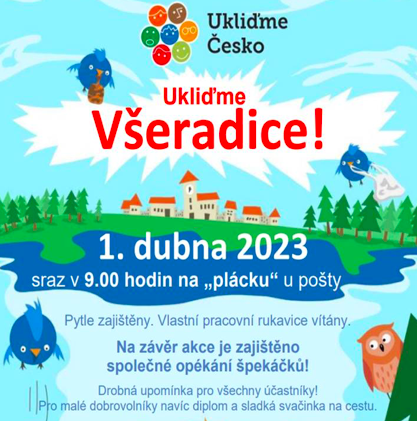 Ukliďme
Česko
Ukliďme
Všeradice!
1. dubna 2023
sraz v 9.00 hodin na „plácku“ u pošty
Pytle zajištěny. Vlastní pracovní rukavice vítány.
Na závěr akce je zajištěno
společné opékání špekáčků!
Drobná upomínka pro všechny účastníky!
Pro malé dobrovolníky navíc diplom a sladká svačinka na cestu.